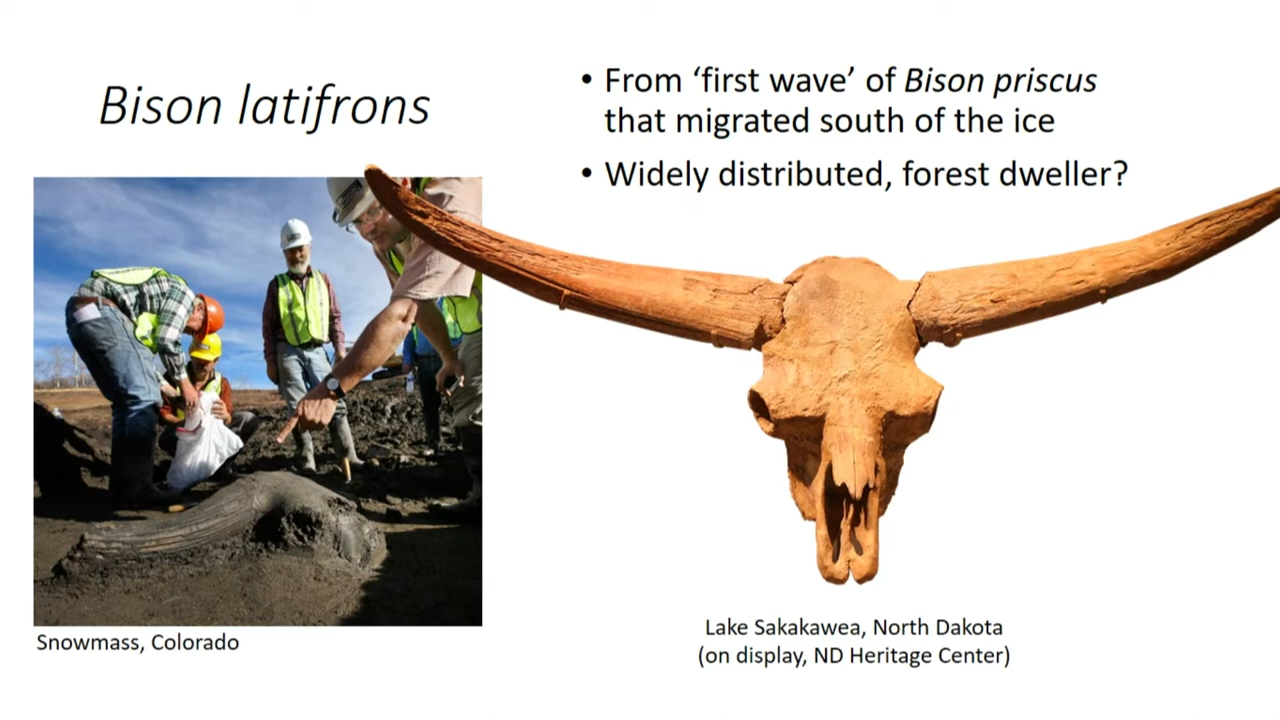 Bison latifrons
• From ‘first wave’ of Bison priscus
that migrated south of the ice
• Widely distributed, forest dweller?
Snowmass, Colorado
Lake Sakakawea, North Dakota
(on display, ND Heritage Center)